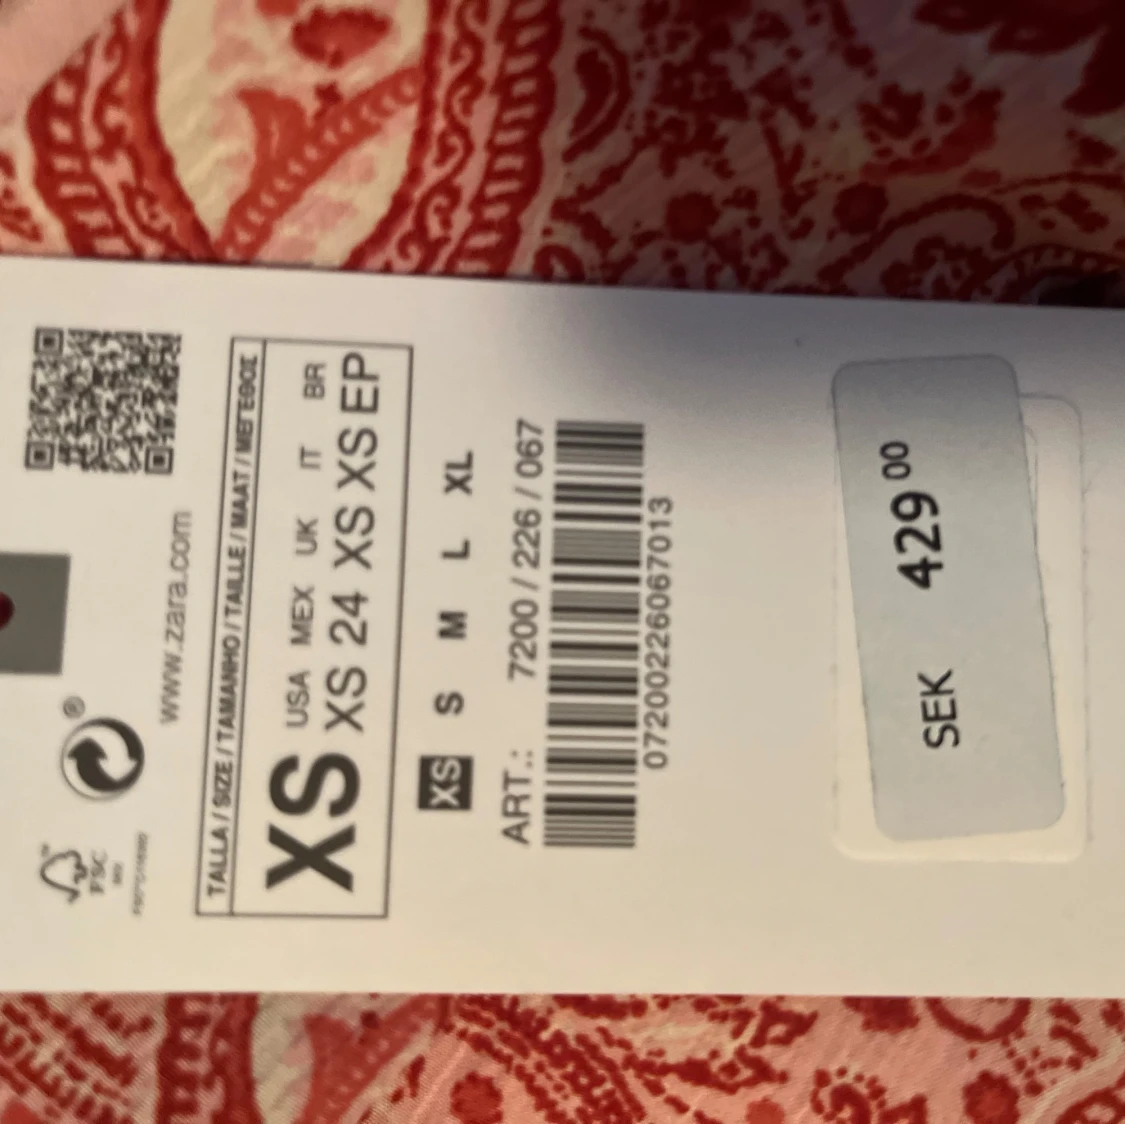 www.zara.com
TALLA / SIZE / TAMANHO / TAILLE / MAAT / ΜΕΓΕΘΟΣ
XS
USA MEX UK IT BR
XS 24 XS XS EP
XS S M L XL
ART.: 7200 / 226 / 067
07200226067013
SEK 429 00
®
FSC